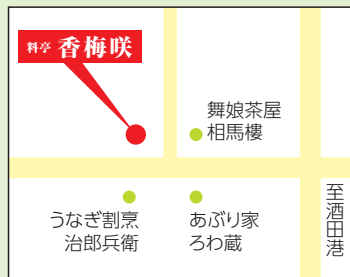 料亭 香梅咲
舞娘茶屋
相馬樓
うなぎ割烹
治郎兵衛
あぶり家
ろわ蔵
至酒田港